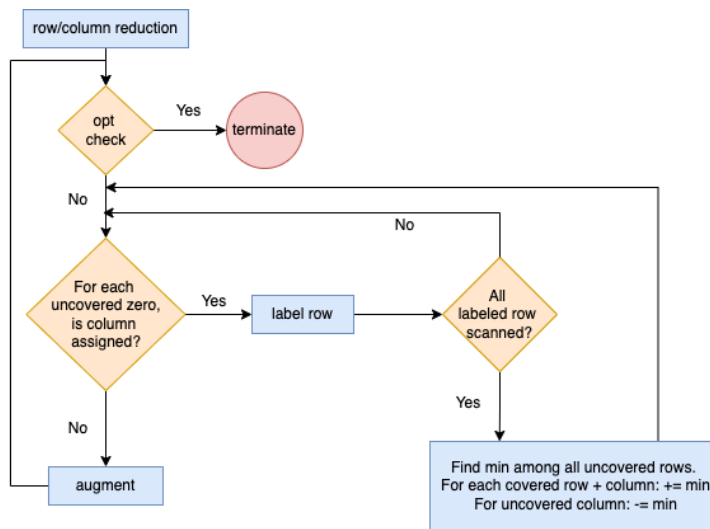 row/column reduction
opt
check
Yes
terminate
No
No
For each
uncovered zero,
is column
assigned?
Yes
label row
All
labeled row
scanned?
Yes
No
augment
Find min among all uncovered rows.
For each covered row + column: += min
For uncovered column: -= min